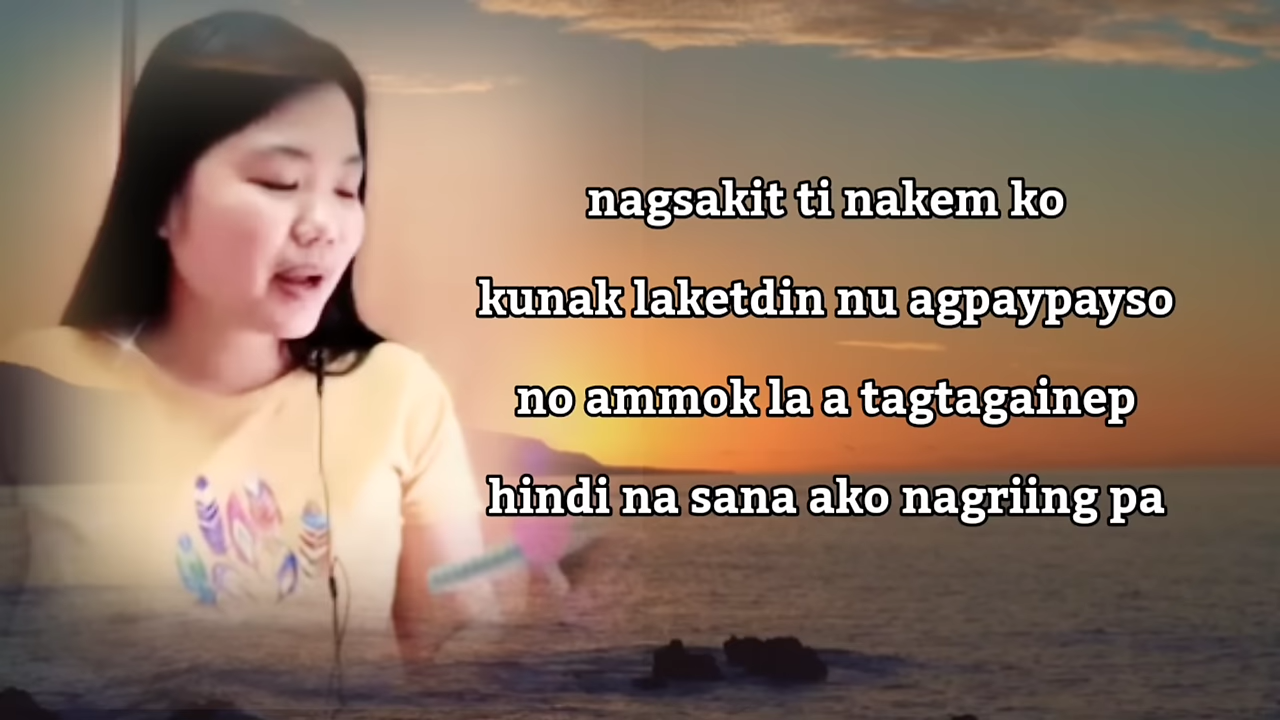 nagsakit ti nakem ko
kunak laketdin nu agpaypayso
no ammok la a tagtagainep
hindi na sana ako nagriing pa